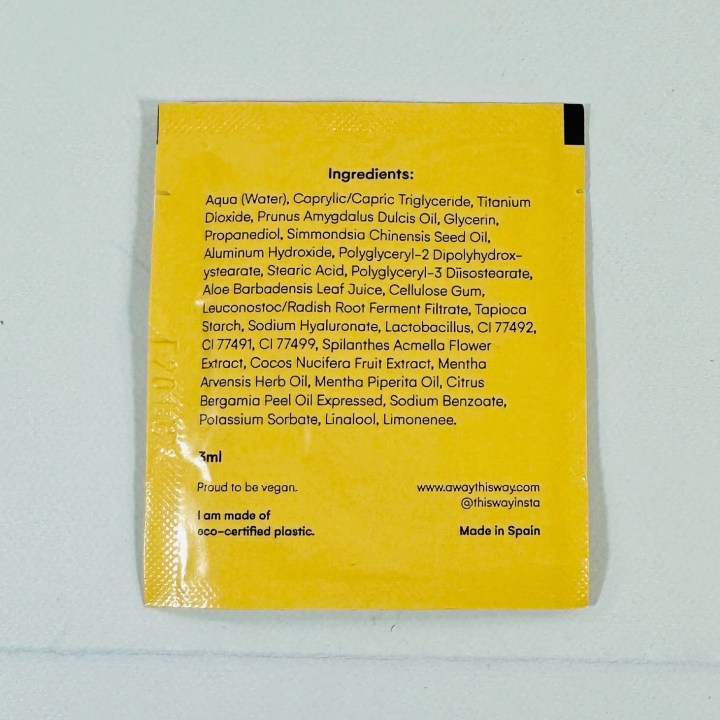 Ingredients:
Aqua (Water), Caprylic/Capric Triglyceride, Titanium
Dioxide, Prunus Amygdalus Dulcis Oil, Glycerin,
Propanediol, Simmondsia Chinensis Seed Oil,
Aluminum Hydroxide, Polyglyceryl-2 Dipolyhydrox-
ystearate, Stearic Acid, Polyglyceryl-3 Diisostearate,
Aloe Barbadensis Leaf Juice, Cellulose Gum,
Leuconostoc/Radish Root Ferment Filtrate, Tapioca
Starch, Sodium Hyaluronate, Lactobacillus, CI 77492,
CI 77491, CI 77499, Spilanthes Acmella Flower
Extract, Cocos Nucifera Fruit Extract, Mentha
Arvensis Herb Oil, Mentha Piperita Oil, Citrus
Bergamia Peel Oil Expressed, Sodium Benzoate,
Potassium Sorbate, Linalool, Limonenee.
3ml
Proud to be vegan.
I am made of
eco-certified plastic.
www.awaythisway.com
@thiswayinsta
Made in Spain